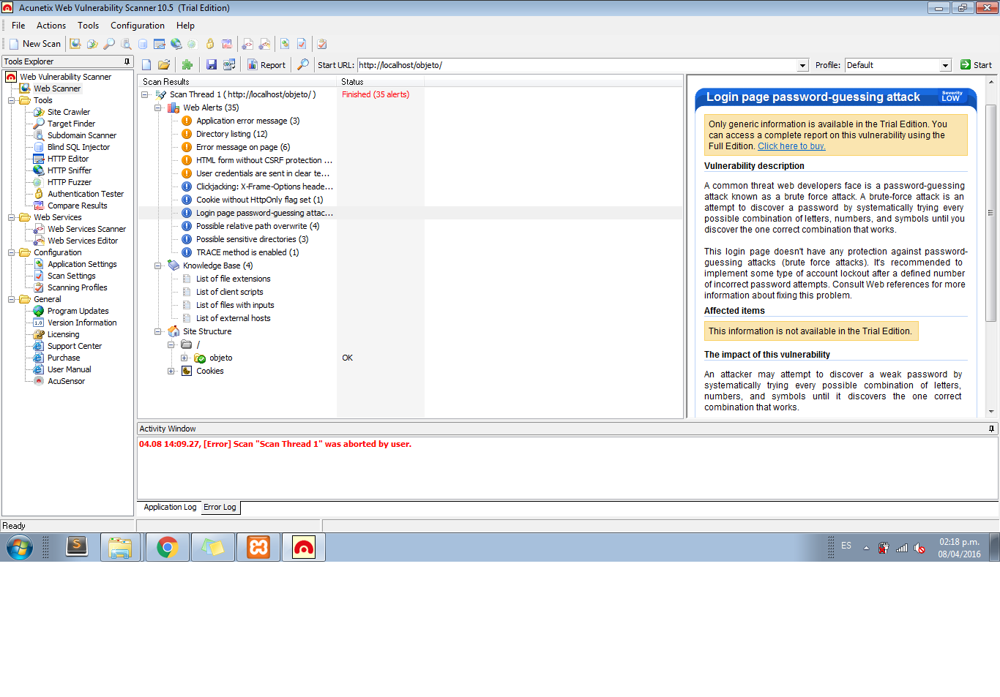 Acunetix Web Vulnerability Scanner 10.5  (Trial Edition)
File Actions Tools Configuration Help
New Scan
Tools Explorer
Web Vulnerability Scanner
Web Scanner
Tools
Site Crawler
Target Finder
Subdomain Scanner
Blind SQL Injector
HTTP Editor
HTTP Sniffer
HTTP Fuzzer
Authentication Tester
Compare Results
Web Services
Web Services Scanner
Web Services Editor
Configuration
Application Settings
Scan Settings
Scanning Profiles
General
Program Updates
1.0 Version Information
Licensing
Support Center
Purchase
User Manual
AcuSensor
Report Start URL: http://localhost/objeto/ Profile: Default Start
Scan Results Status
Scan Thread 1 ( http://localhost/objeto/ ) Finished (35 alerts)
Web Alerts (35)
Application error message (3)
Directory listing (12)
Error message on page (6)
HTML form without CSRF protection ...
User credentials are sent in clear te...
Clickjacking: X-Frame-Options heade...
Cookie without HttpOnly flag set (1)
Login page password-guessing attac...
Possible relative path overwrite (4)
Possible sensitive directories (3)
TRACE method is enabled (1)
Knowledge Base (4)
List of file extensions
List of client scripts
List of files with inputs
List of external hosts
Site Structure
/
objeto OK
Cookies
Login page password-guessing attack Severity LOW
Only generic information is available in the Trial Edition. You
can access a complete report on this vulnerability using the
Full Edition. Click here to buy.
Vulnerability description
A common threat web developers face is a password-guessing
attack known as a brute force attack. A brute-force attack is an
attempt to discover a password by systematically trying every
possible combination of letters, numbers, and symbols until you
discover the one correct combination that works.
This login page doesn't have any protection against password-
guessing attacks (brute force attacks). It's recommended to
implement some type of account lockout after a defined number
of incorrect password attempts. Consult Web references for more
information about fixing this problem.
Affected items
This information is not available in the Trial Edition.
The impact of this vulnerability
An attacker may attempt to discover a weak password by
systematically trying every possible combination of letters,
numbers, and symbols until it discovers the one correct
combination that works.
Activity Window
04.08 14:09.27, [Error] Scan "Scan Thread 1" was aborted by user.
Application Log Error Log
Ready
S
ES
02:18 p.m.
08/04/2016